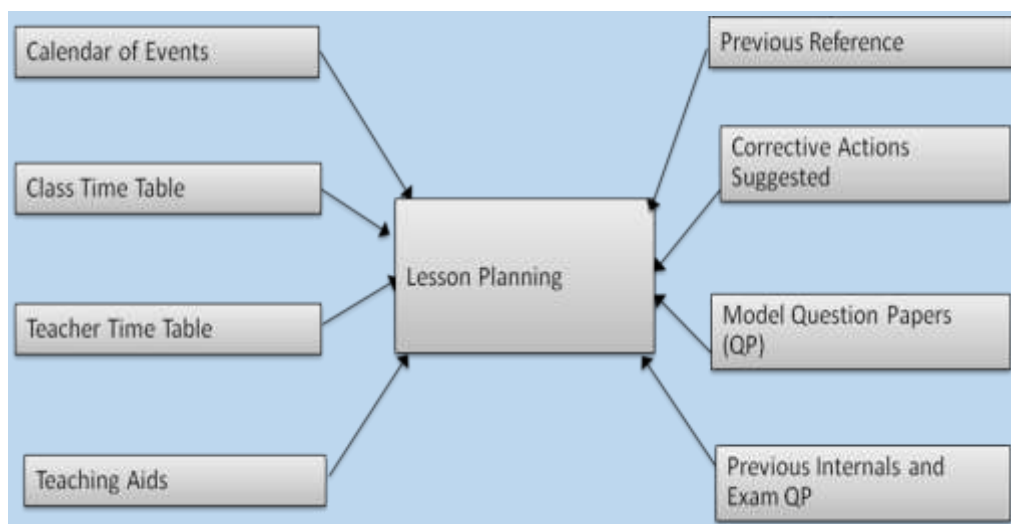 Calendar of Events
Class Time Table
Teacher Time Table
Teaching Aids
Lesson Planning
Previous Reference
Corrective Actions
Suggested
Model Question Papers
(QP)
Previous Internals and
Exam QP